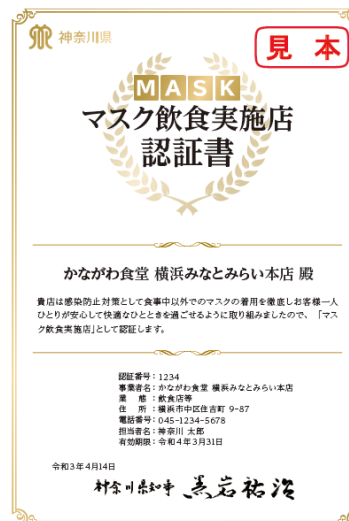 神奈川県
見 本
MASK
マスク飲食実施店
認証書
かながわ食堂 横浜みなとみらい本店 殿
貴店は感染防止対策として食事中以外でのマスクの着用を徹底しお客様一人
ひとりが安心して快適なひとときを過ごせるように取り組みましたので、「マス
ク飲食実施店」として認証します。
認証番号：1234
事業者名：かながわ食堂 横浜みなとみらい本店
業 態：飲食店等
住 所：横浜市中区住吉町 9-87
電話番号：045-1234-5678
担当者名：神奈川 太郎
有効期限：令和4年3月31日
令和3年4月14日
神奈川県知事 黒岩祐治